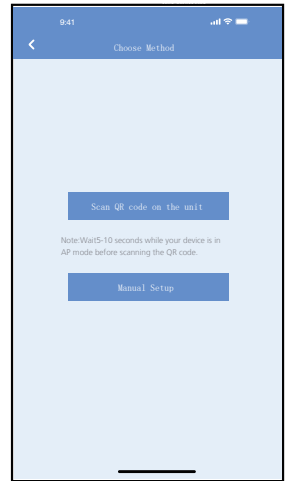 9:41
Choose Method
Scan QR code on the unit
Note:Wait5-10 seconds while your device is in
AP mode before scanning the QR code.
Manual Setup